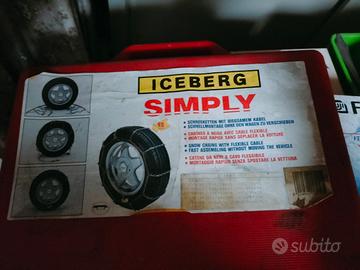 ICEBERG
SIMPLY
• SCHNEEKETTEN MIT BIEGSAMEM KABEL
• SCHNELLMONTAGE OHNE DEN WAGEN ZU VERSCHIEBEN
• CHAÎNES A NEIGE AVEC CABLE FLEXIBLE
• MONTAGE RAPIDE SANS DEPLACER LA VOITURE
• SNOW CHAINS WITH FLEXIBLE CABLE
• FAST ASSEMBLING WITHOUT MOVING THE VEHICLE
• CATENE DA NEVE A CAVO FLESSIBILE
• MONTAGGIO RAPIDO SENZA SPOSTARE LA VETTURA
subito